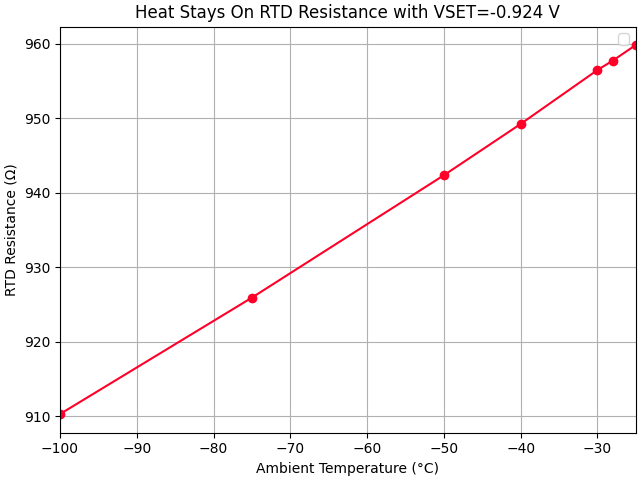 Heat Stays On RTD Resistance with VSET=-0.924 V
RTD Resistance (Ω)
960
950
940
930
920
910
−100 −90 −80 −70 −60 −50 −40 −30
Ambient Temperature (°C)